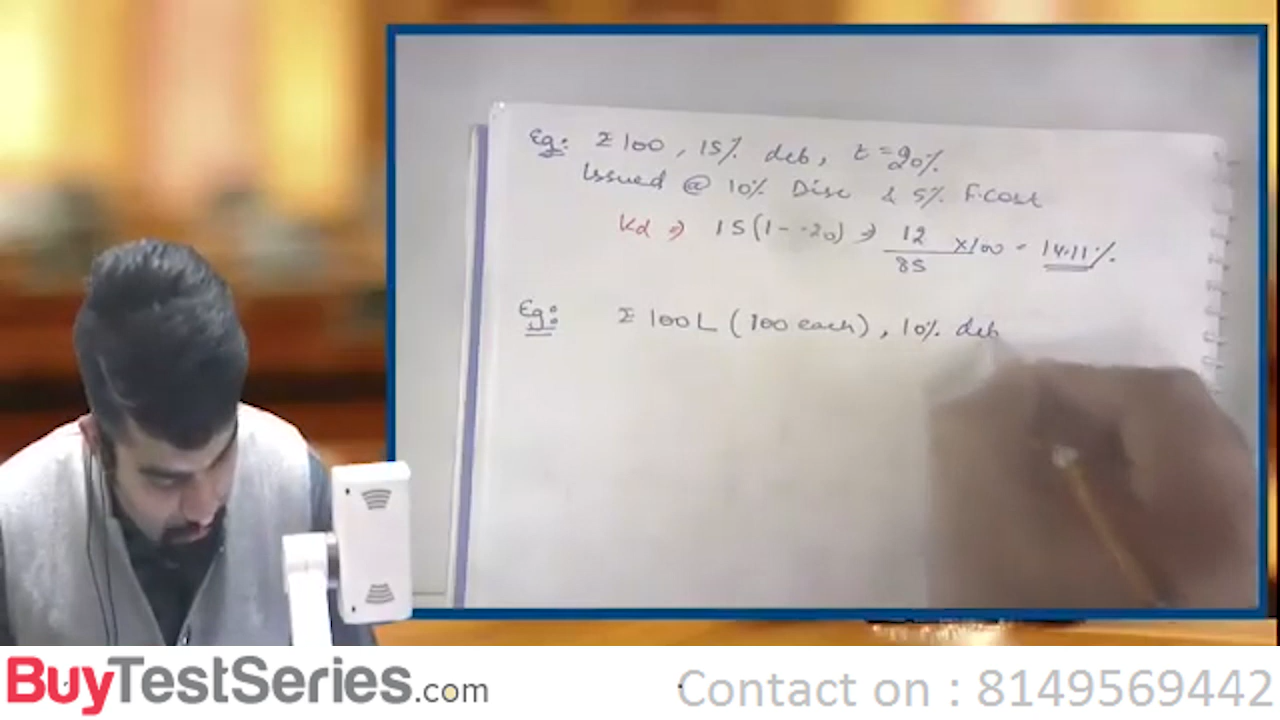 Eg: ₹ 100, 15% deb, t = 20%
Issued @ 10% Disc & 5% F.cost
Kd ⇒ 15(1-.20) ⇒ 12/85 x100 = 14.11%
Eg: ₹ 100L (100 each), 10% deb
BuyTestSeries.com
Contact on : 8149569442